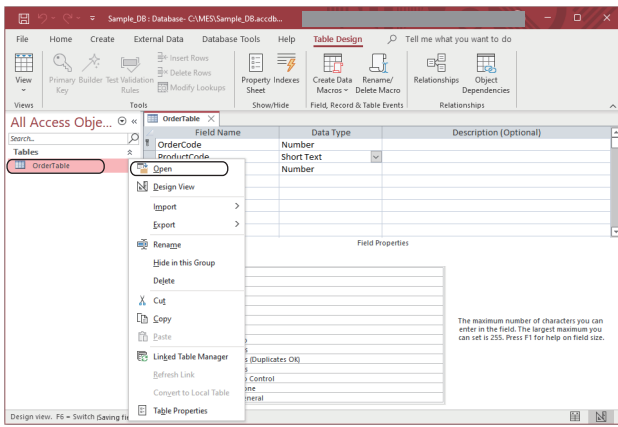 Sample_DB : Database- C:\MES\Sample_DB.accdb...
File Home Create External Data Database Tools Help Table Design Tell me what you want to do
View
Primary Key
Builder
Test Validation Rules
Insert Rows
Delete Rows
Modify Lookups
Property Sheet
Indexes
Create Data Macros
Rename/ Delete Macro
Relationships
Object Dependencies
Views Tools Show/Hide Field, Record & Table Events Relationships
All Access Obje...
Search...
Tables
OrderTable
OrderTable
Field Name Data Type Description (Optional)
OrderCode Number
ProductCode Short Text
Number
Open
Design View
Import
Export
Rename
Hide in this Group
Delete
Cut
Copy
Paste
Linked Table Manager
Refresh Link
Convert to Local Table
Table Properties
Field Properties
(Duplicates OK)
Control
The maximum number of characters you can
enter in the field. The largest maximum you
can set is 255. Press F1 for help on field size.
Design view. F6 = Switch (Saving fi